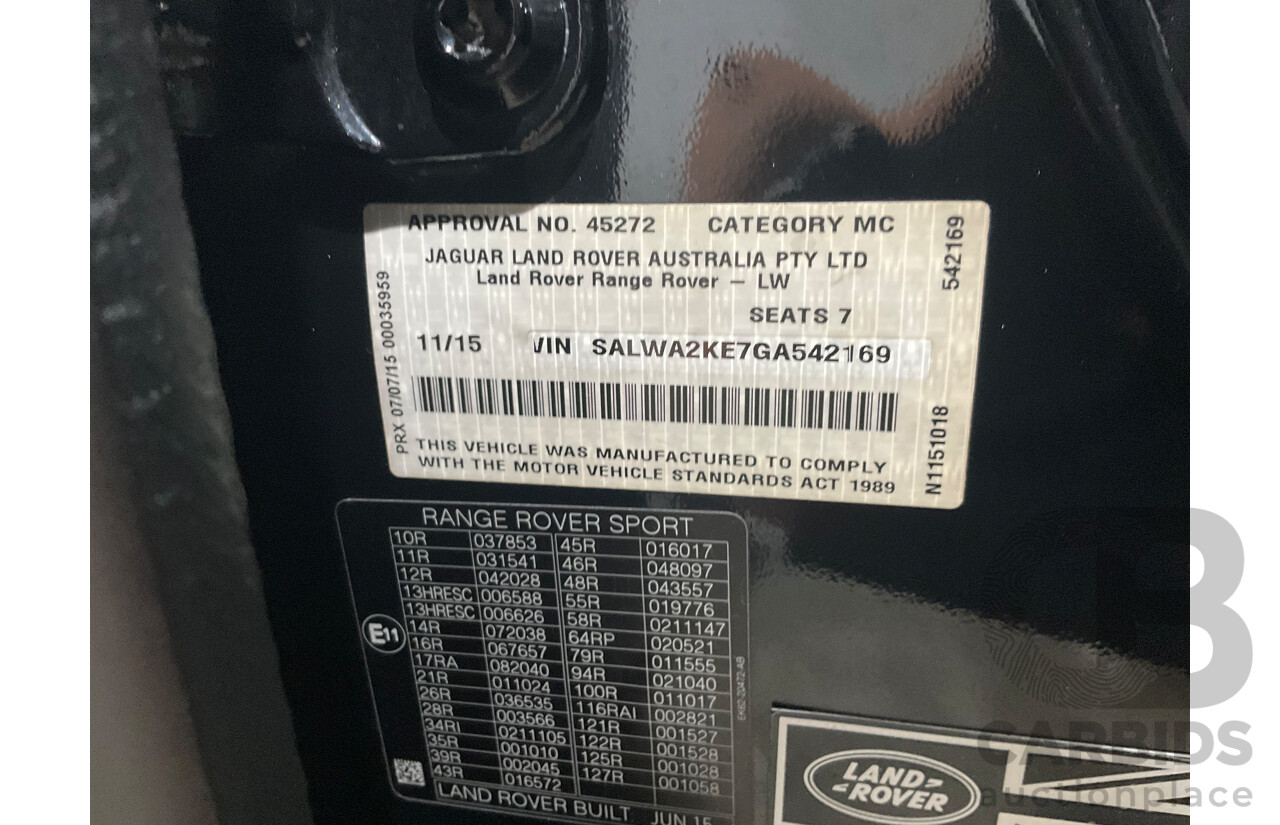 APPROVAL NO. 45272 CATEGORY MC
JAGUAR LAND ROVER AUSTRALIA PTY LTD
Land Rover Range Rover – LW
SEATS 7
11/15 VIN SALWA2KE7GA542169
THIS VEHICLE WAS MANUFACTURED TO COMPLY
WITH THE MOTOR VEHICLE STANDARDS ACT 1989
PRX 07/07/15 00035959
542169
N1151018
RANGE ROVER SPORT
10R 037853 45R 016017
11R 031541 46R 048097
12R 042028 48R 043557
13HRESC 006588 55R 019776
13HRESC 006626 58R 0211147
14R 072038 64RP 020521
16R 067657 79R 011555
17RA 082040 94R 021040
21R 011024 100R 011017
26R 036535 116RAI 002821
28R 003566 121R 001527
34RI 0211105 122R 001528
35R 001010 125R 001028
39R 002045 127R 001058
43R 016572
E11
LAND ROVER BUILT JUN 15
LAND
ROVER
CARBIDS
auctionplace